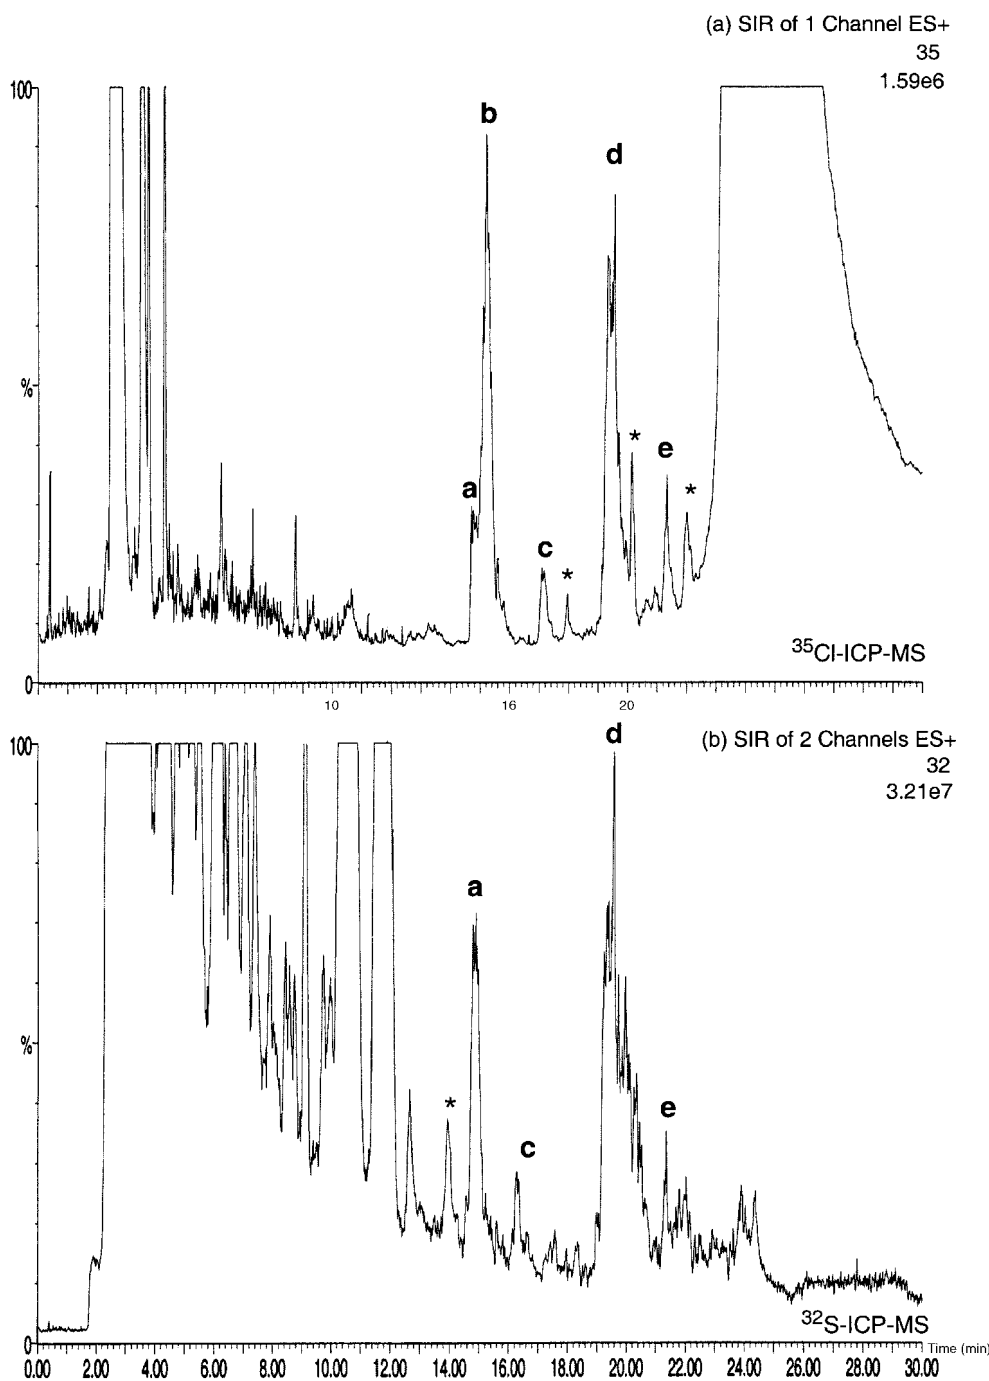 (a) SIR of 1 Channel ES+
35
1.59e6
100
b
d
*
e
a
*
c
*
%
35Cl-ICP-MS
0
10 16 20
d
100
(b) SIR of 2 Channels ES+
32
3.21e7
a
*
e
c
%
32S-ICP-MS
0
0.00 2.00 4.00 6.00 8.00 10.00 12.00 14.00 16.00 18.00 20.00 22.00 24.00 26.00 28.00 30.00 Time (min)